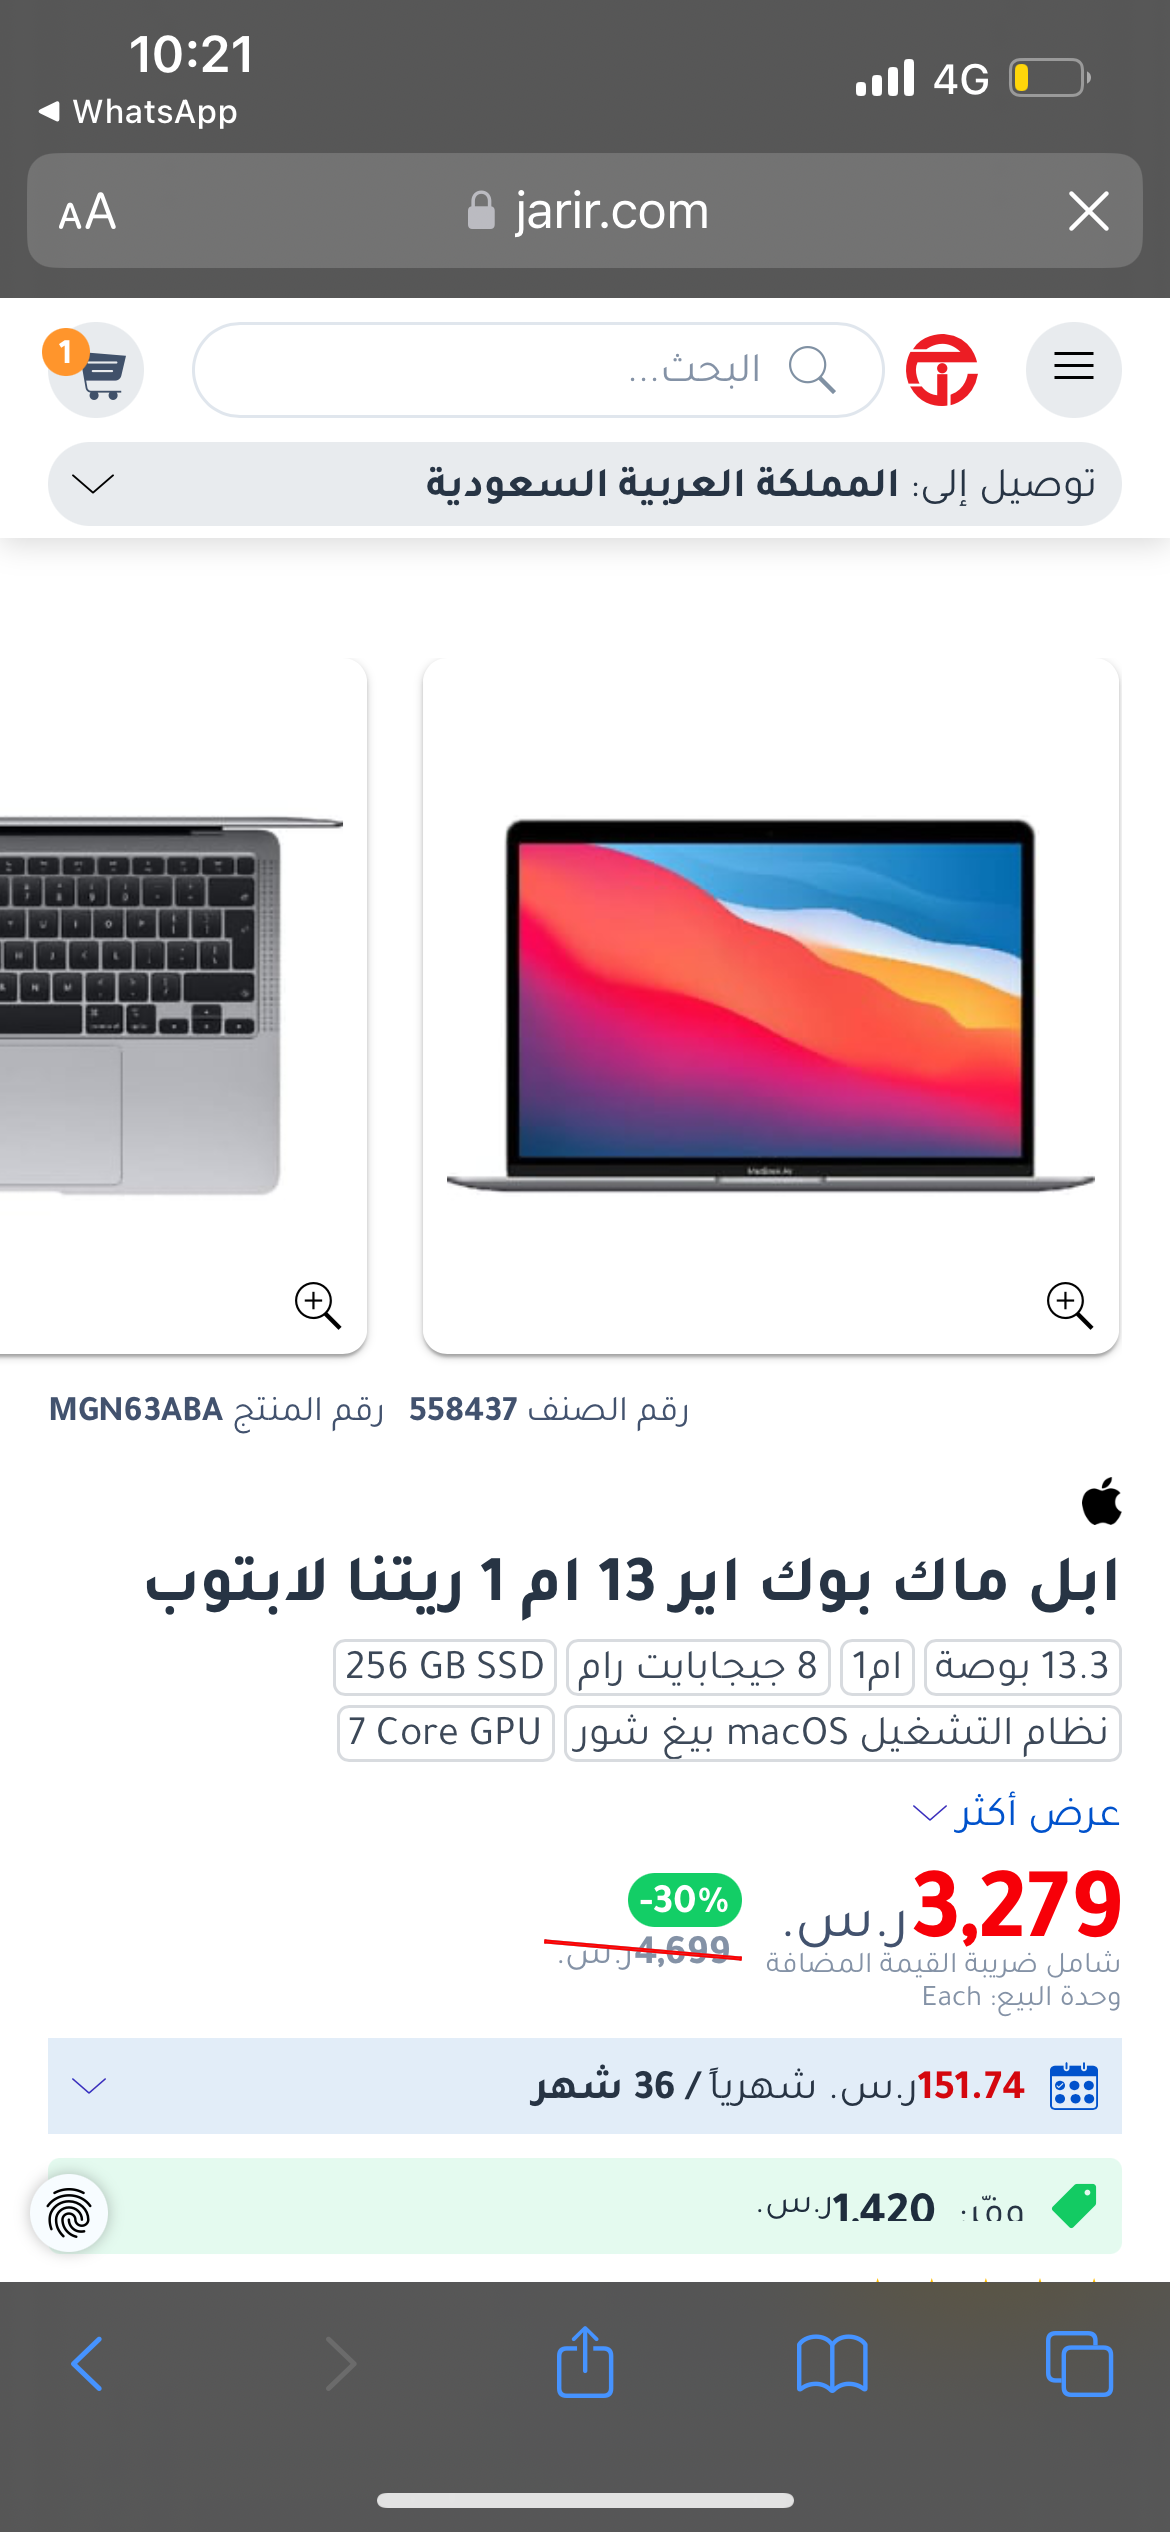 10:21
4G
WhatsApp
AA
jarir.com
1
البحث...
توصيل إلى: المملكة العربية السعودية
MacBook Air
رقم الصنف 558437 رقم المنتج MGN63ABA
ابل ماك بوك اير 13 ام 1 ريتنا لابتوب
13.3 بوصة
ام1
8 جيجابايت رام
256 GB SSD
نظام التشغيل macOS بيغ شور
7 Core GPU
عرض أكثر
3,279ر.س.
-30%
4,699ر.س.
شامل ضريبة القيمة المضافة
وحدة البيع: Each
151.74ر.س. شهرياً / 36 شهر
وفّر: 1,420ر.س.